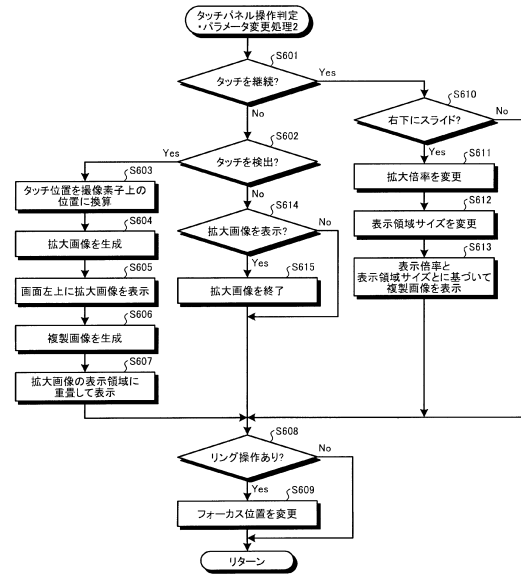 タッチパネル操作判定
・パラメータ変更処理2
S601
タッチを継続?
Yes
No
S610
右下にスライド?
No
Yes
S602
タッチを検出?
Yes
No
S603
タッチ位置を撮像素子上の
位置に換算
S604
拡大画像を生成
S605
画面左上に拡大画像を表示
S606
複製画像を生成
S607
拡大画像の表示領域に
重畳して表示
S614
拡大画像を表示?
No
Yes
S615
拡大画像を終了
S611
拡大倍率を変更
S612
表示領域サイズを変更
S613
表示倍率と
表示領域サイズとに基づいて
複製画像を表示
S608
リング操作あり?
No
Yes
S609
フォーカス位置を変更
リターン